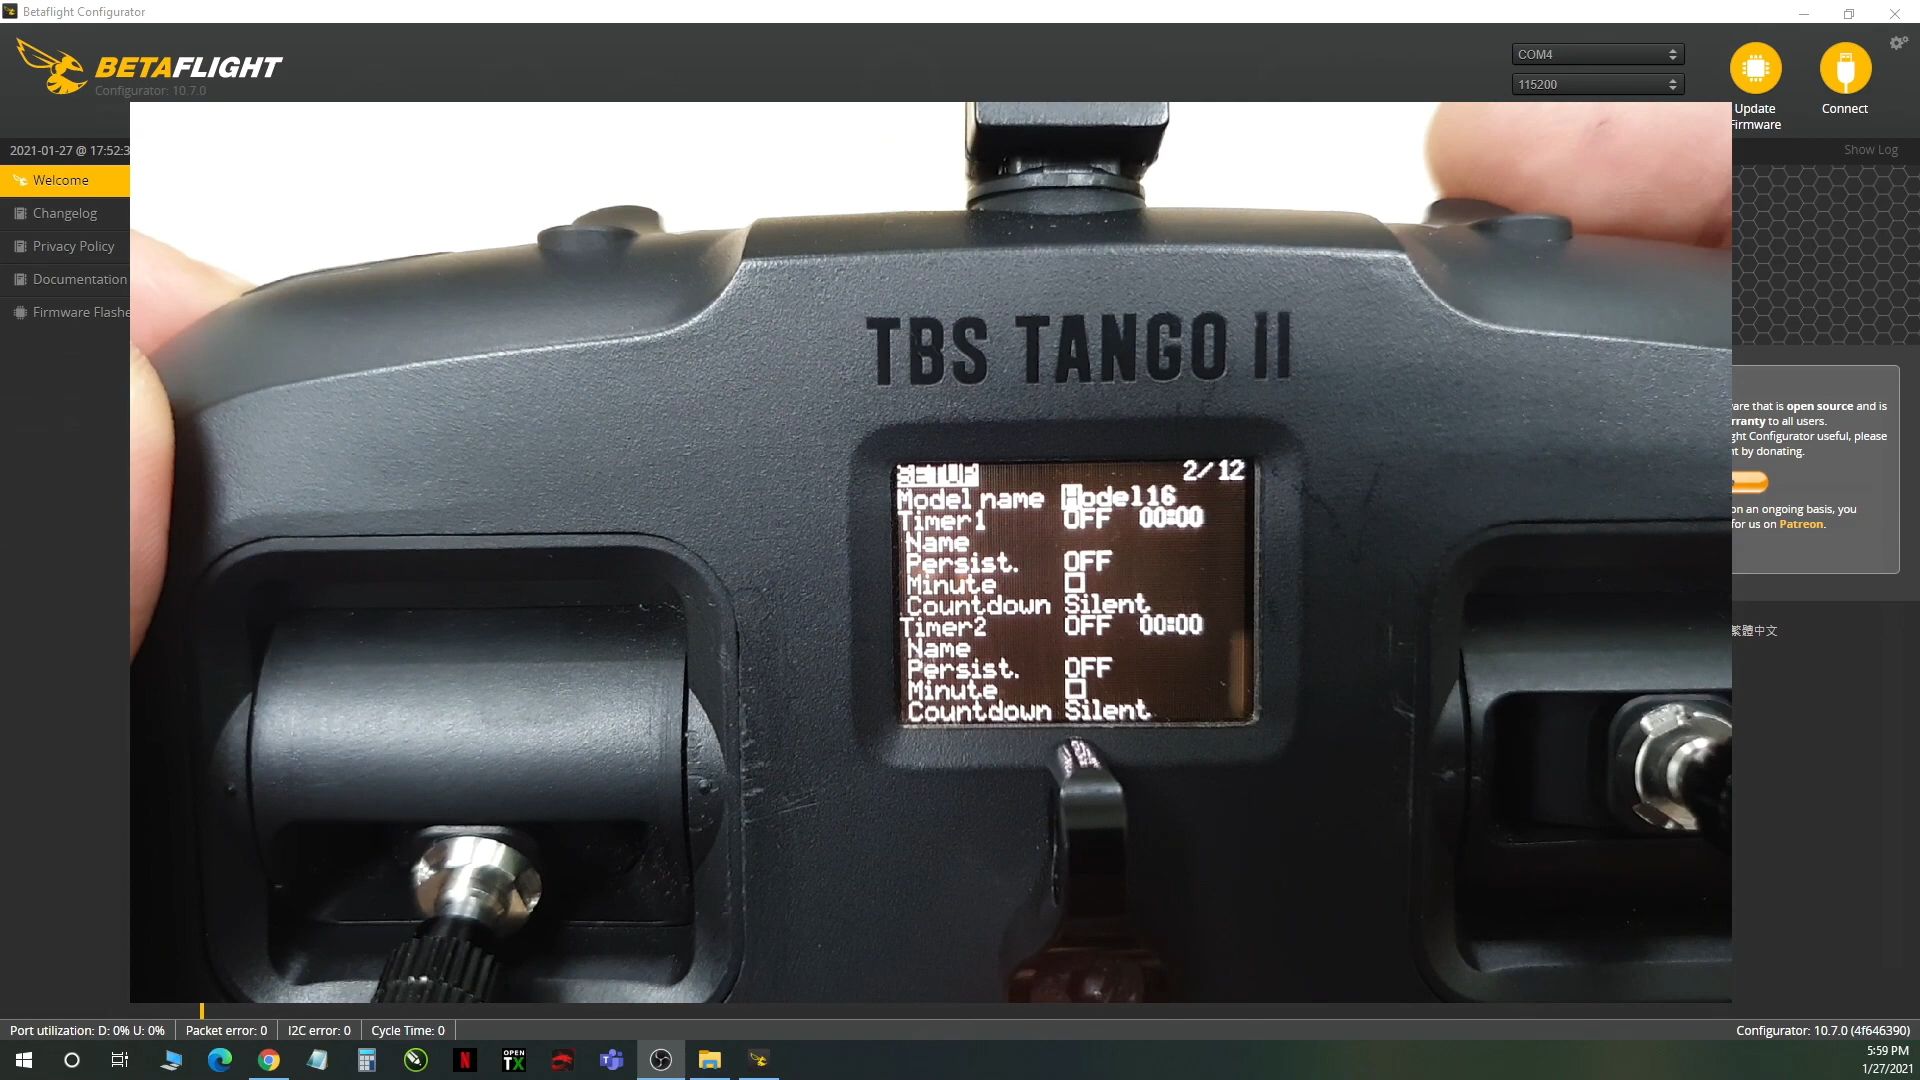 Betaflight Configurator
BETAFLIGHT
Configurator: 10.7.0
COM4
115200
Update
Firmware
Connect
2021-01-27 @ 17:52:3
Show Log
Welcome
Changelog
Privacy Policy
Documentation
Firmware Flashe
TBS TANGO II
SETUP 2/12
Model name Model16
Timer1 OFF 00:00
Name
Persist. OFF
Minute
Countdown Silent
Timer2 OFF 00:00
Name
Persist. OFF
Minute
Countdown Silent
are that is open source and is
rranty to all users.
ght Configurator useful, please
t by donating.
on an ongoing basis, you
for us on Patreon.
繁體中文
Port utilization: D: 0% U: 0%
Packet error: 0
I2C error: 0
Cycle Time: 0
Configurator: 10.7.0 (4f646390)
N
OPEN
TX
5:59 PM
1/27/2021